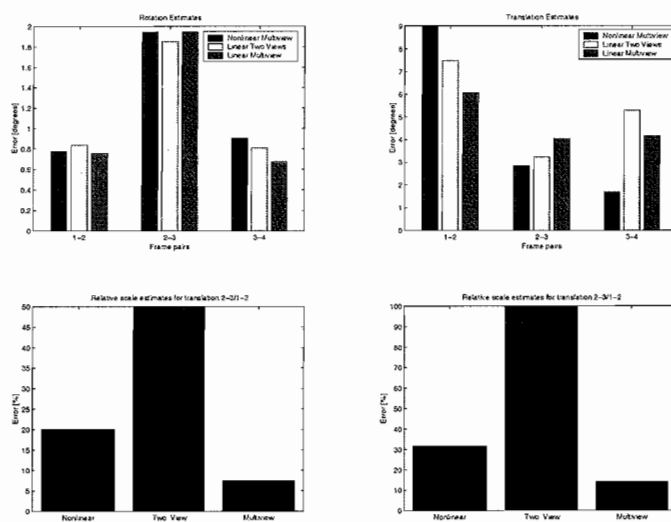 Rotation Estimates
2
1.8
1.6
1.4
1.2
1
0.8
0.6
0.4
0.2
0
Error [degrees]
Nonlinear Multiview
Linear Two Views
Linear Multiview
1-2
2-3
3-4
Frame pairs
Translation Estimates
9
8
7
6
5
4
3
2
1
0
Error [degrees]
Nonlinear Multiview
Linear Two Views
Linear Multiview
1-2
2-3
3-4
Frame pairs
Relative scale estimates for translation 2-3/1-2
50
45
40
35
30
25
20
15
10
5
0
Error [%]
Nonlinear
Two View
Multiview
Relative scale estimates for translation 2-3/1-2
100
90
80
70
60
50
40
30
20
10
0
Error [%]
Nonlinear
Two View
Multiview